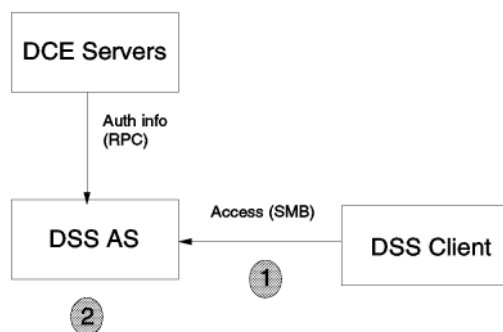 DCE Servers
Auth info
(RPC)
DSS AS
Access (SMB)
DSS Client
1
2